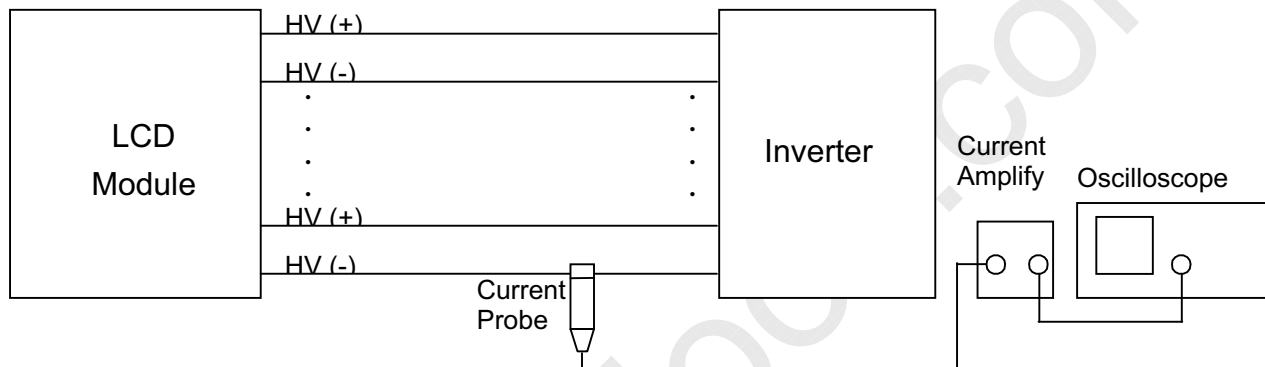 HV (+)
HV (-)
LCD
Module
Inverter
HV (+)
HV (-)
Current
Probe
Current
Amplify
Oscilloscope